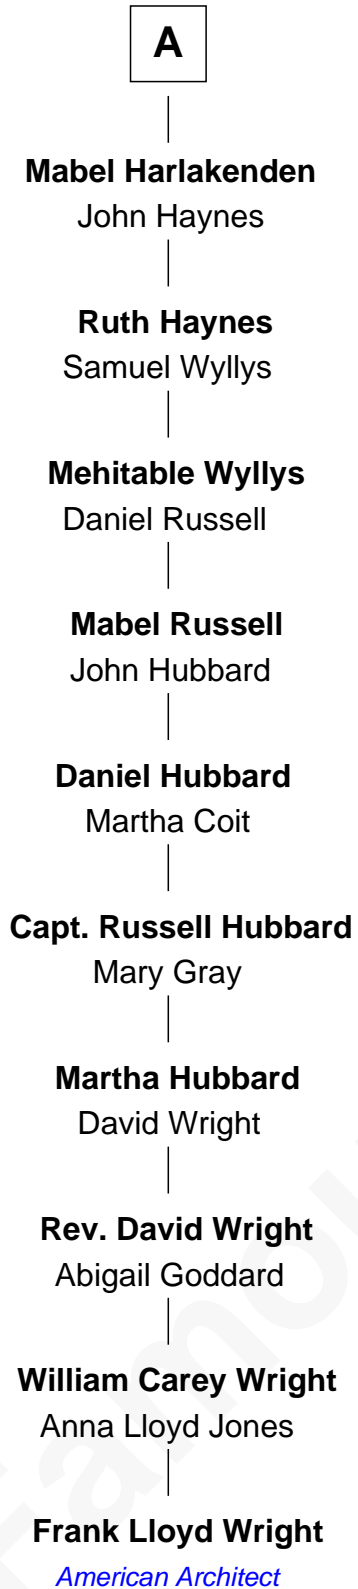 A
Mabel Harlakenden
John Haynes
Ruth Haynes
Samuel Wyllys
Mehitable Wyllys
Daniel Russell
Mabel Russell
John Hubbard
Daniel Hubbard
Martha Coit
Capt. Russell Hubbard
Mary Gray
Martha Hubbard
David Wright
Rev. David Wright
Abigail Goddard
William Carey Wright
Anna Lloyd Jones
Frank Lloyd Wright
American Architect